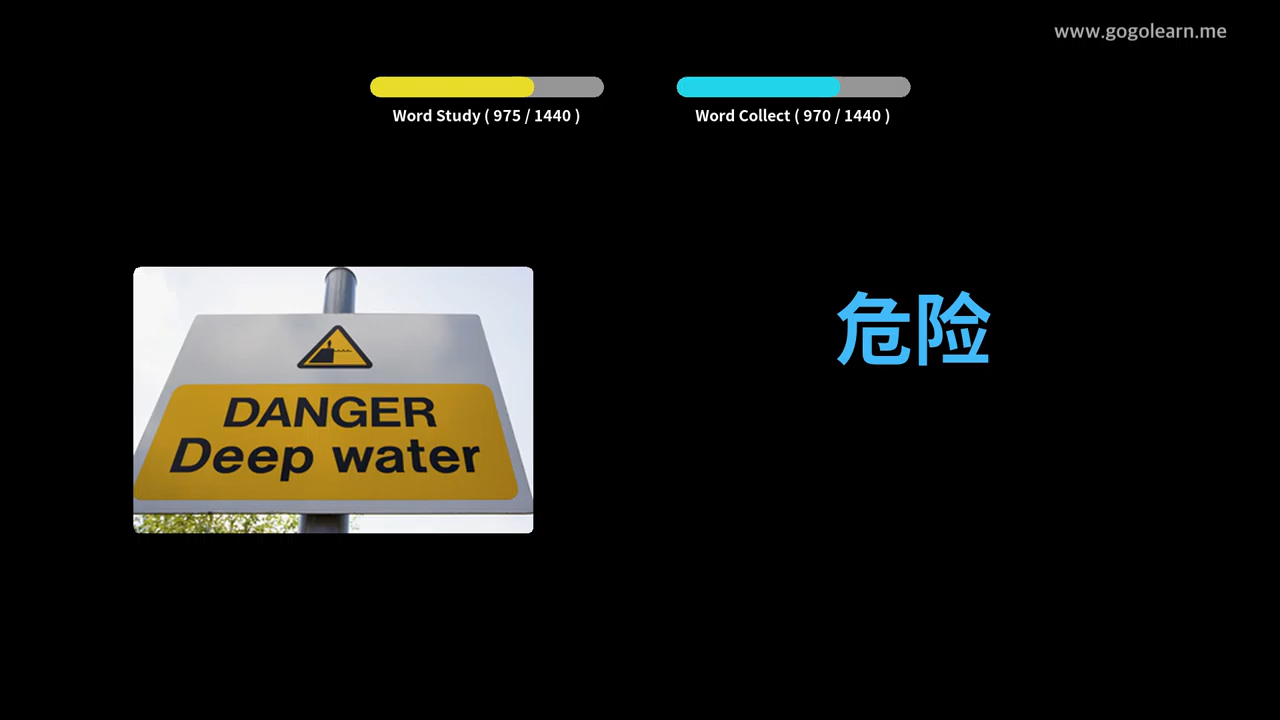 www.gogolearn.me
Word Study ( 975 / 1440 )
Word Collect ( 970 / 1440 )
DANGER
Deep water
危险